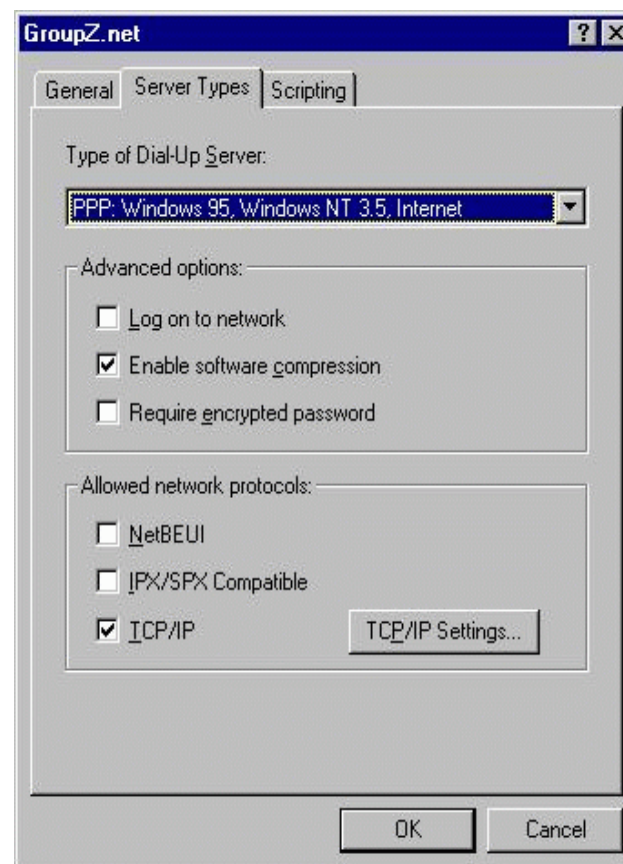 GroupZ.net
General Server Types Scripting
Type of Dial-Up Server:
PPP: Windows 95, Windows NT 3.5, Internet
Advanced options:
Log on to network
Enable software compression
Require encrypted password
Allowed network protocols:
NetBEUI
IPX/SPX Compatible
TCP/IP TCP/IP Settings...
OK Cancel